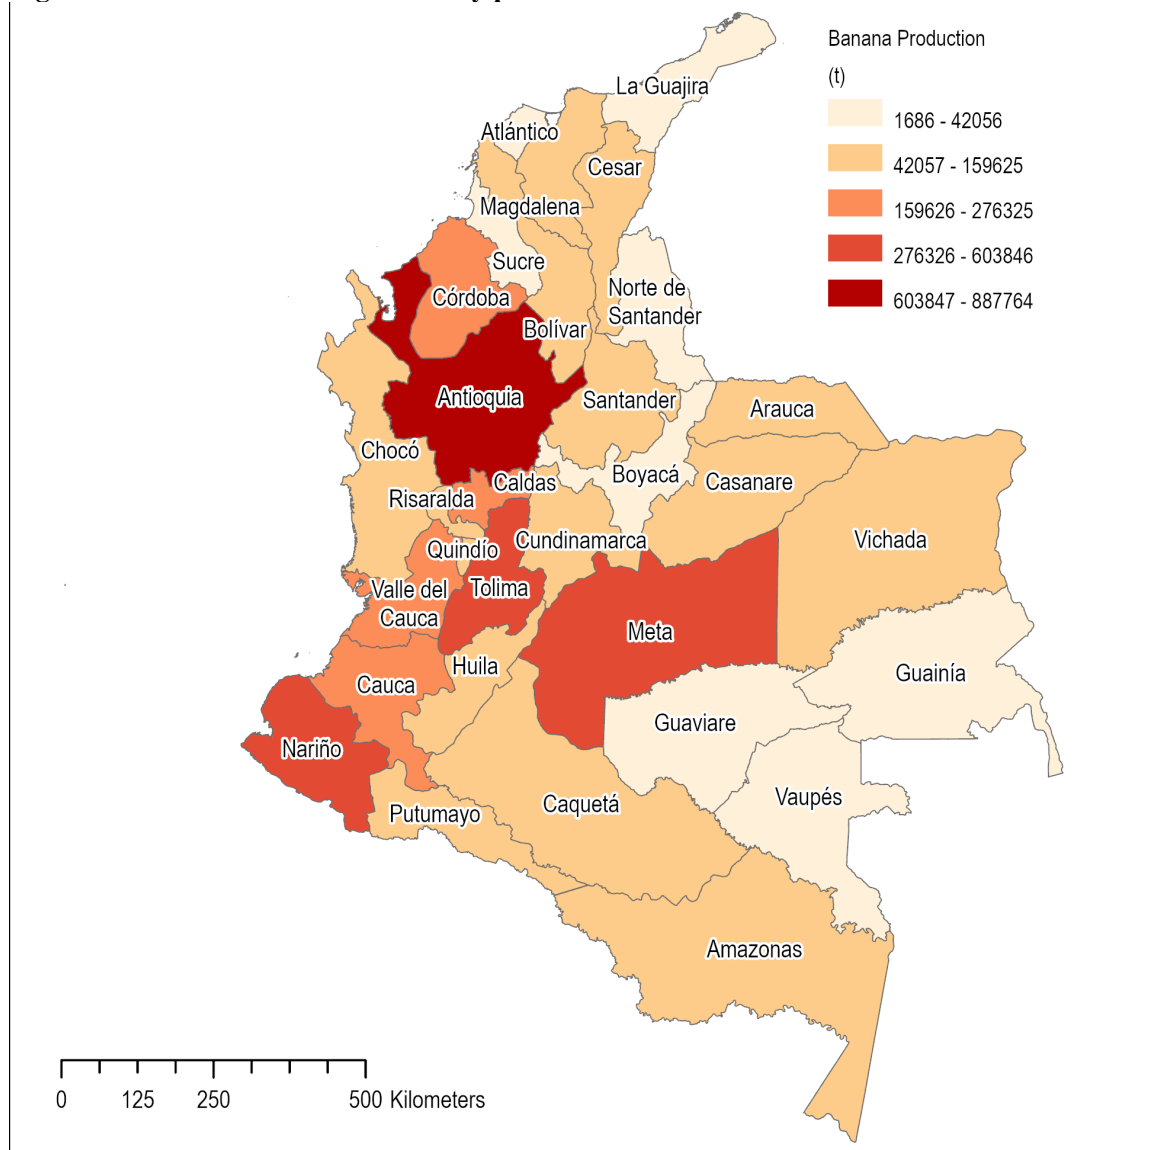 Banana Production
(t)
1686 - 42056
42057 - 159625
159626 - 276325
276326 - 603846
603847 - 887764
La Guajira
Atlántico
Cesar
Magdalena
Sucre
Córdoba
Norte de
Santander
Bolívar
Antioquia
Santander
Arauca
Chocó
Boyacá
Caldas
Casanare
Risaralda
Cundinamarca
Vichada
Quindío
Valle del
Cauca
Tolima
Meta
Huila
Guainía
Cauca
Guaviare
Nariño
Vaupés
Caquetá
Putumayo
Amazonas
0 125 250 500 Kilometers